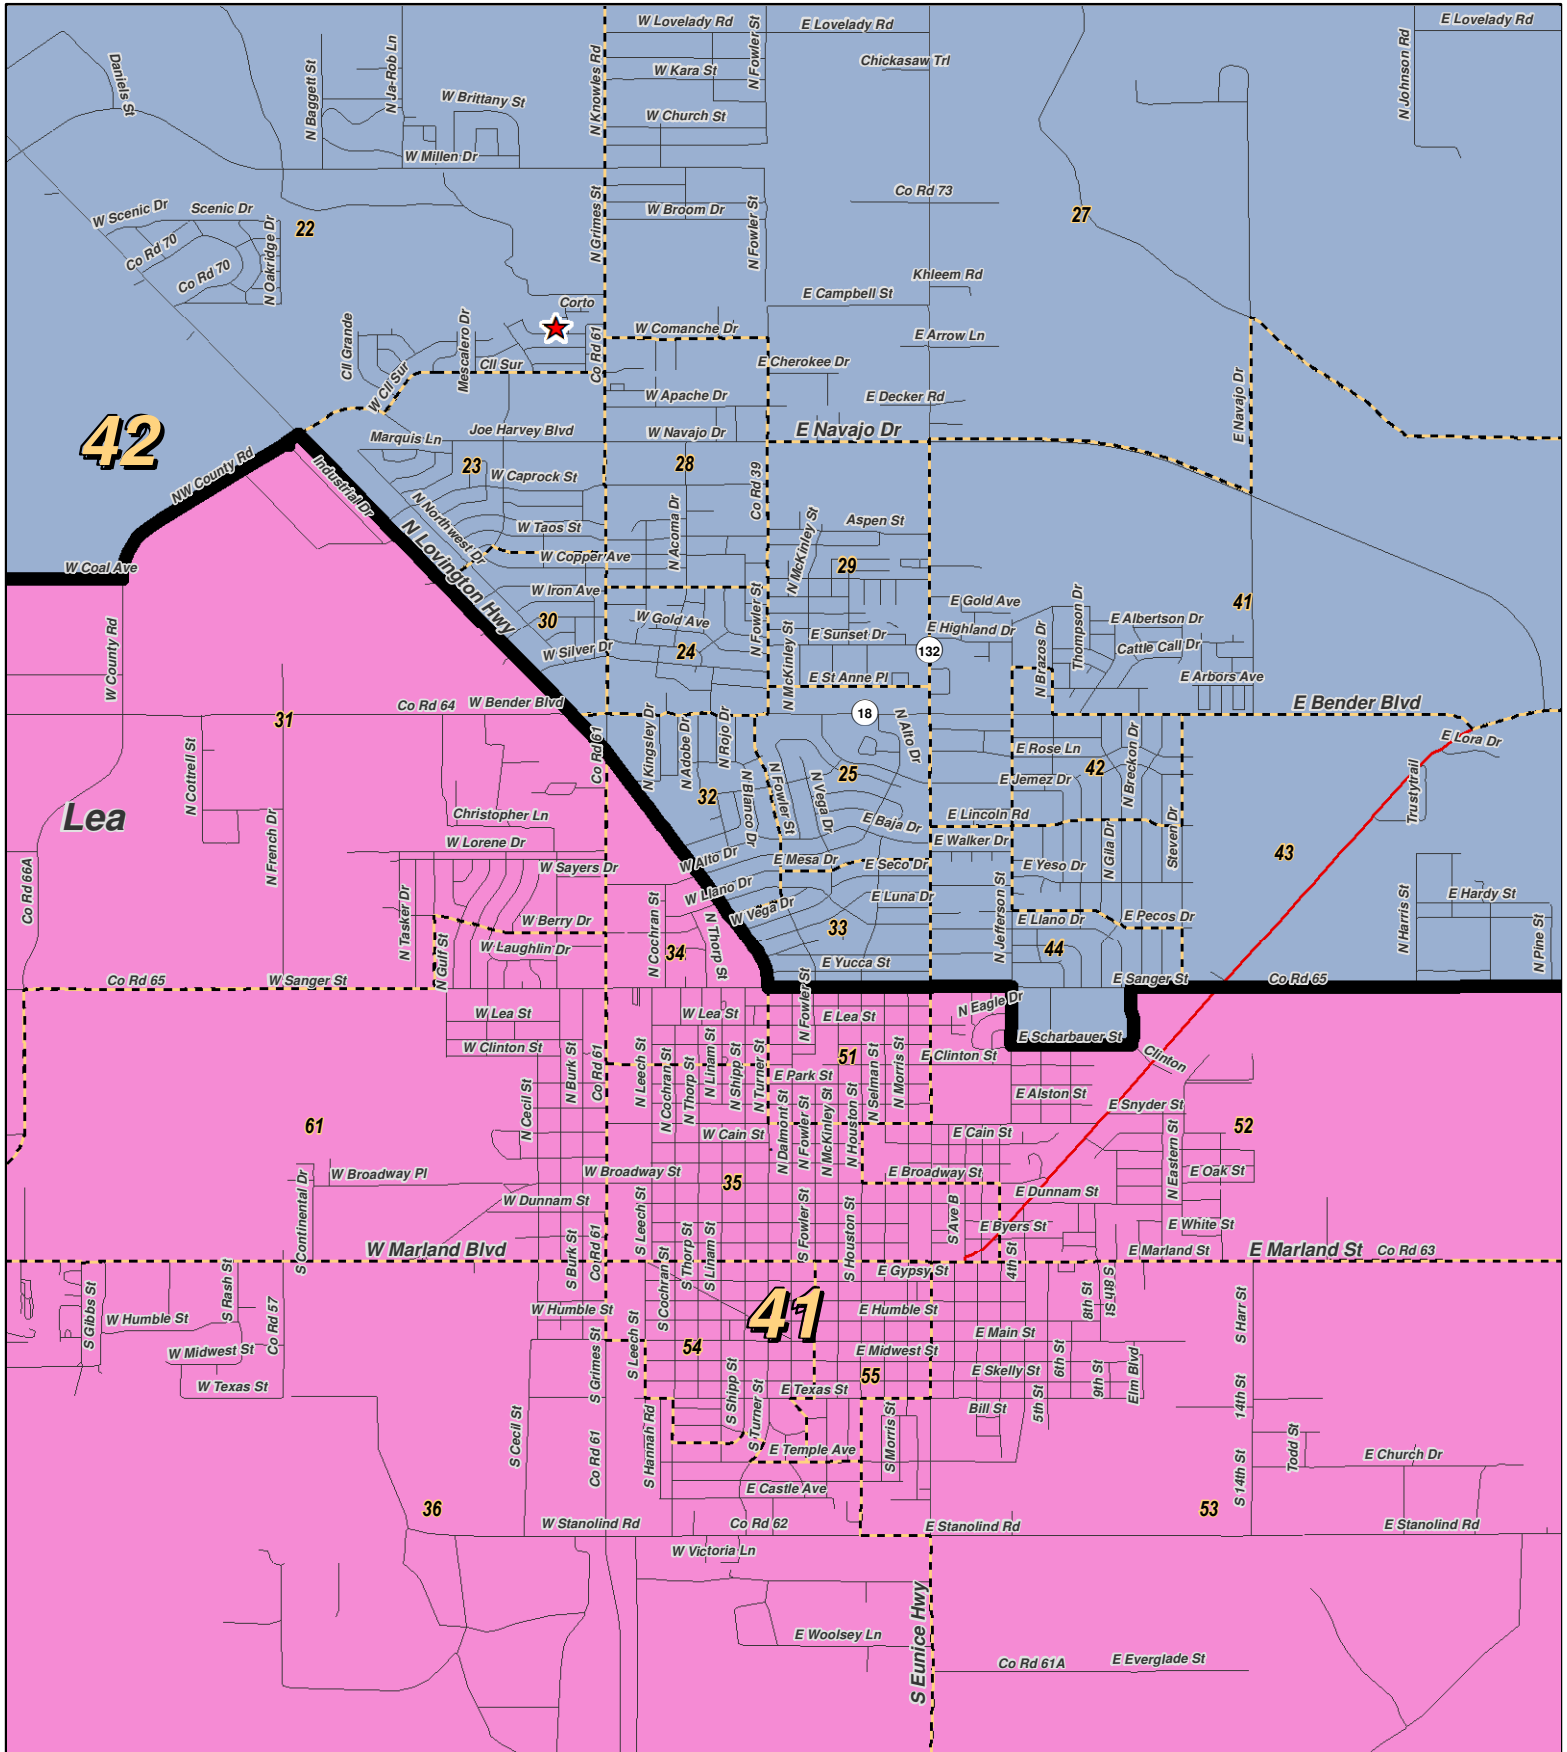 W Lovelady Rd
E Lovelady Rd
E Lovelady Rd
N Fowler St
Daniels St
N Baggett St
N Ja-Rob Ln
N Knowles Rd
W Kara St
Chickasaw Trl
N Johnson Rd
W Brittany St
W Church St
W Millen Dr
Co Rd 73
W Scenic Dr
Scenic Dr
22
N Grimes St
W Broom Dr
N Fowler St
27
Co Rd 70
Co Rd 70
N Oakridge Dr
Khleem Rd
Corto
E Campbell St
Cll Grande
Mescalero Dr
Co Rd 61
W Comanche Dr
E Arrow Ln
Cll Sur
W Cll Sur
E Cherokee Dr
W Apache Dr
E Decker Rd
N Navajo Dr
42
Marquis Ln
Joe Harvey Blvd
W Navajo Dr
E Navajo Dr
NW County Rd
Industrial Dr
23
28
W Caprock St
Co Rd 39
N Northwest Dr
N Lovington Hwy
W Taos St
N Acoma Dr
N McKinley St
Aspen St
W Copper Ave
W Coal Ave
29
W Iron Ave
N Fowler St
E Gold Ave
Thompson Dr
41
W County Rd
30
W Gold Ave
N McKinley St
E Sunset Dr
E Highland Dr
N Brazos Dr
E Albertson Dr
W Silver Dr
24
132
Cattle Call Dr
E St Anne Pl
E Arbors Ave
Co Rd 64
W Bender Blvd
E Bender Blvd
31
18
N Cottrell St
Co Rd 61
N Kingsley Dr
N Adobe Dr
N Rojo Dr
N Alto Dr
E Rose Ln
N Breckon Dr
E Lora Dr
N Blanco Dr
N Fowler St
N Vega Dr
25
E Jemez Dr
42
Trustytrail
32
Lea
Christopher Ln
E Baja Dr
E Lincoln Rd
N French Dr
W Lorene Dr
E Walker Dr
N Gila Dr
Steven Dr
43
Co Rd 66A
W Sayers Dr
W Alto Dr
E Mesa Dr
E Seco Dr
E Yeso Dr
W Llano Dr
E Luna Dr
E Hardy St
N Tasker Dr
W Berry Dr
N Cochran St
N Thorp St
W Vega Dr
33
N Jefferson St
E Llano Dr
E Pecos Dr
N Harris St
N Pine St
N Gulf St
W Laughlin Dr
34
44
E Yucca St
Co Rd 65
W Sanger St
E Sanger St
Co Rd 65
W Lea St
W Lea St
N Fowler St
E Lea St
N Eagle Dr
E Scharbauer St
W Clinton St
N Burk St
Co Rd 61
N Leech St
N Cochran St
N Thorp St
N Linam St
N Shipp St
N Turner St
51
E Clinton St
Clinton
E Park St
N Selman St
N Morris St
N Cecil St
E Alston St
E Snyder St
61
N Dalmont St
N Fowler St
N McKinley St
N Houston St
W Cain St
E Cain St
N Eastern St
52
W Broadway Pl
W Broadway St
E Broadway St
E Oak St
S Continental Dr
W Dunnam St
35
E Dunnam St
S Leech St
S Fowler St
S Houston St
S Ave B
E Byers St
E White St
W Marland Blvd
S Burk St
Co Rd 61
S Cochran St
S Thorp St
S Linam St
4th St
E Marland St
E Marland St
Co Rd 63
E Gypsy St
S Gibbs St
S Rash St
Co Rd 57
W Humble St
W Humble St
41
E Humble St
8th St
S 8th St
S Harr St
E Main St
W Midwest St
S Grimes St
S Leech St
54
E Midwest St
6th St
W Texas St
E Skelly St
55
9th St
Elm Blvd
E Texas St
S Shipp St
S Turner St
5th St
14th St
Bill St
S Cecil St
Co Rd 61
S Hannah Rd
S Morris St
Todd St
E Temple Ave
E Church Dr
E Castle Ave
S 14th St
36
53
W Stanolind Rd
Co Rd 62
E Stanolind Rd
E Stanolind Rd
W Victoria Ln
S Eunice Hwy
E Woolsey Ln
Co Rd 61A
E Everglade St